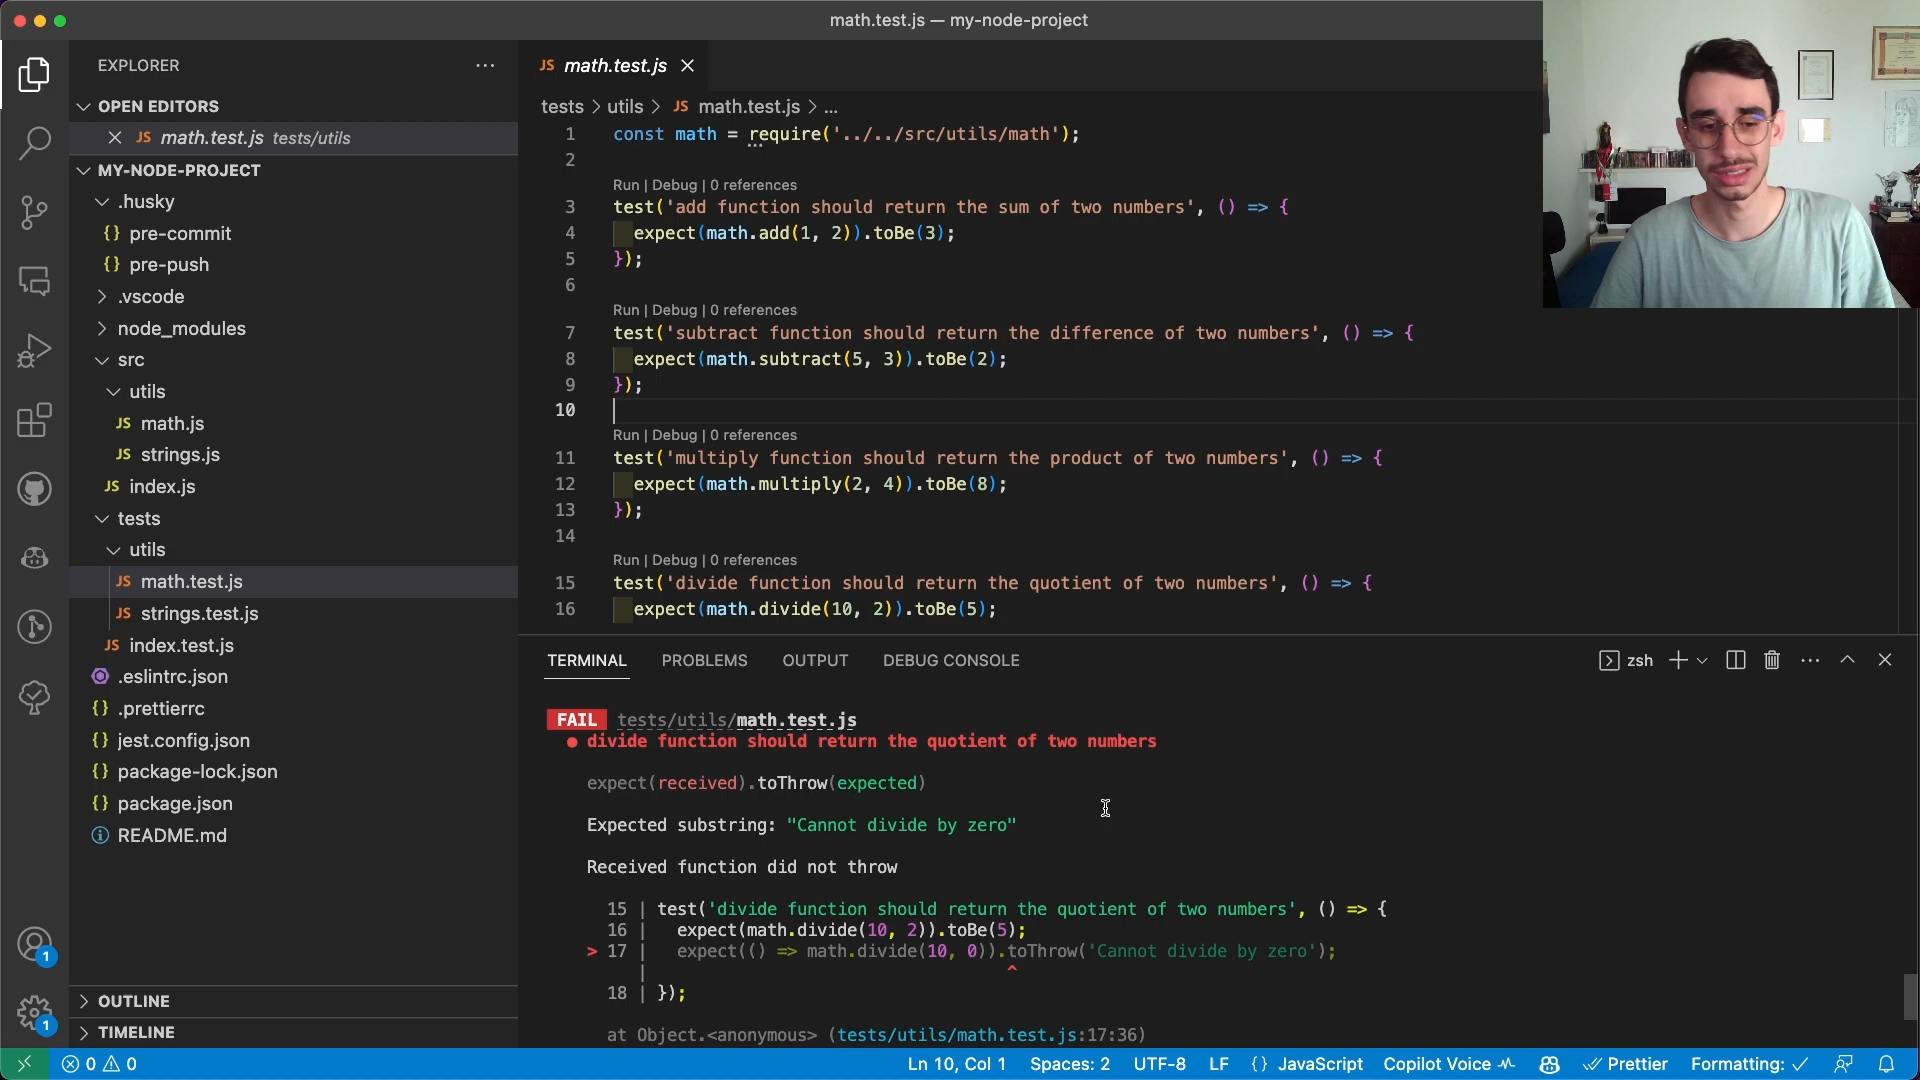 math.test.js — my-node-project
EXPLORER
OPEN EDITORS
JS math.test.js tests/utils
MY-NODE-PROJECT
.husky
{} pre-commit
{} pre-push
.vscode
node_modules
src
utils
JS math.js
JS strings.js
JS index.js
tests
utils
JS math.test.js
JS strings.test.js
JS index.test.js
.eslintrc.json
{} .prettierrc
{} jest.config.json
{} package-lock.json
{} package.json
README.md
OUTLINE
TIMELINE
1
1
JS math.test.js
tests > utils > JS math.test.js > ...
1 const math = require('../../src/utils/math');
2
Run | Debug | 0 references
3 test('add function should return the sum of two numbers', () => {
4 expect(math.add(1, 2)).toBe(3);
5 });
6
Run | Debug | 0 references
7 test('subtract function should return the difference of two numbers', () => {
8 expect(math.subtract(5, 3)).toBe(2);
9 });
10
Run | Debug | 0 references
11 test('multiply function should return the product of two numbers', () => {
12 expect(math.multiply(2, 4)).toBe(8);
13 });
14
Run | Debug | 0 references
15 test('divide function should return the quotient of two numbers', () => {
16 expect(math.divide(10, 2)).toBe(5);
TERMINAL PROBLEMS OUTPUT DEBUG CONSOLE zsh
FAIL tests/utils/math.test.js
● divide function should return the quotient of two numbers
expect(received).toThrow(expected)
Expected substring: "Cannot divide by zero"
Received function did not throw
15 | test('divide function should return the quotient of two numbers', () => {
16 | expect(math.divide(10, 2)).toBe(5);
> 17 | expect(() => math.divide(10, 0)).toThrow('Cannot divide by zero');
| ^
18 | });
at Object.<anonymous> (tests/utils/math.test.js:17:36)
0 0 Ln 10, Col 1 Spaces: 2 UTF-8 LF {} JavaScript Copilot Voice Prettier Formatting: ✓